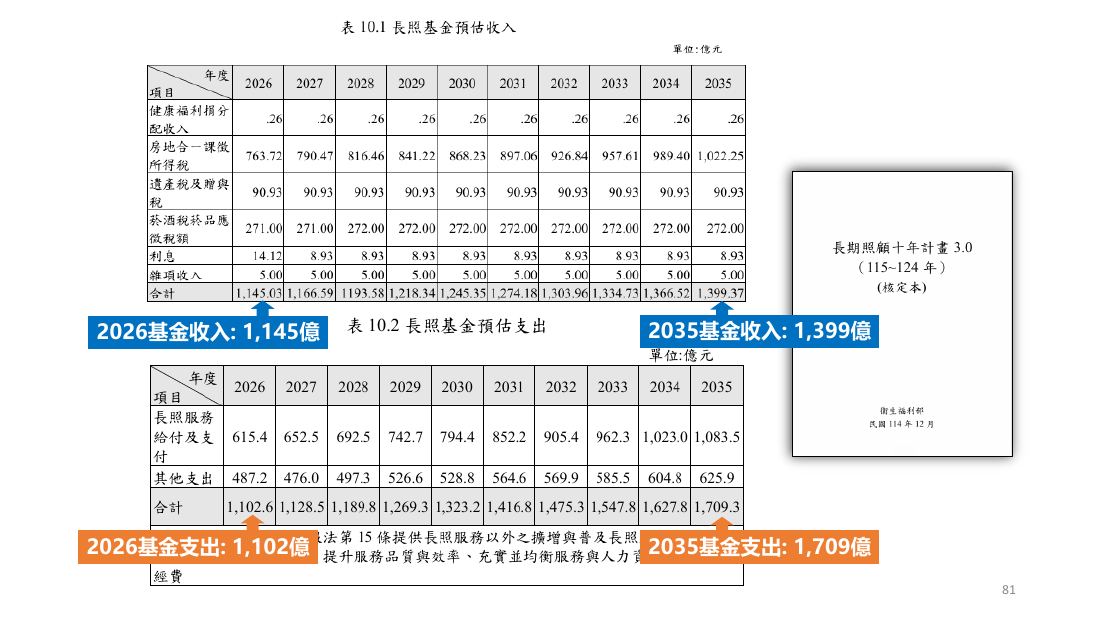 表 10.1 長照基金預估收入
單位:億元
年度 項目 2026 2027 2028 2029 2030 2031 2032 2033 2034 2035
健康福利捐分
配收入 .26 .26 .26 .26 .26 .26 .26 .26 .26 .26
房地合一課徵
所得稅 763.72 790.47 816.46 841.22 868.23 897.06 926.84 957.61 989.40 1,022.25
遺產稅及贈與
稅 90.93 90.93 90.93 90.93 90.93 90.93 90.93 90.93 90.93 90.93
菸酒稅菸品應
徵稅額 271.00 271.00 272.00 272.00 272.00 272.00 272.00 272.00 272.00 272.00
利息 14.12 8.93 8.93 8.93 8.93 8.93 8.93 8.93 8.93 8.93
雜項收入 5.00 5.00 5.00 5.00 5.00 5.00 5.00 5.00 5.00 5.00
合計 1,145.03 1,166.59 1193.58 1,218.34 1,245.35 1,274.18 1,303.96 1,334.73 1,366.52 1,399.37
2026基金收入: 1,145億
2035基金收入: 1,399億
表 10.2 長照基金預估支出
單位:億元
年度 項目 2026 2027 2028 2029 2030 2031 2032 2033 2034 2035
長照服務
給付及支
付 615.4 652.5 692.5 742.7 794.4 852.2 905.4 962.3 1,023.0 1,083.5
其他支出 487.2 476.0 497.3 526.6 528.8 564.6 569.9 585.5 604.8 625.9
合計 1,102.6 1,128.5 1,189.8 1,269.3 1,323.2 1,416.8 1,475.3 1,547.8 1,627.8 1,709.3
法第 15 條提供長照服務以外之擴增與普及長照
提升服務品質與效率、充實並均衡服務與人力
經費
2026基金支出: 1,102億
2035基金支出: 1,709億
長期照顧十年計畫 3.0
（115~124 年）
(核定本)
衛生福利部
民國 114 年 12 月
81